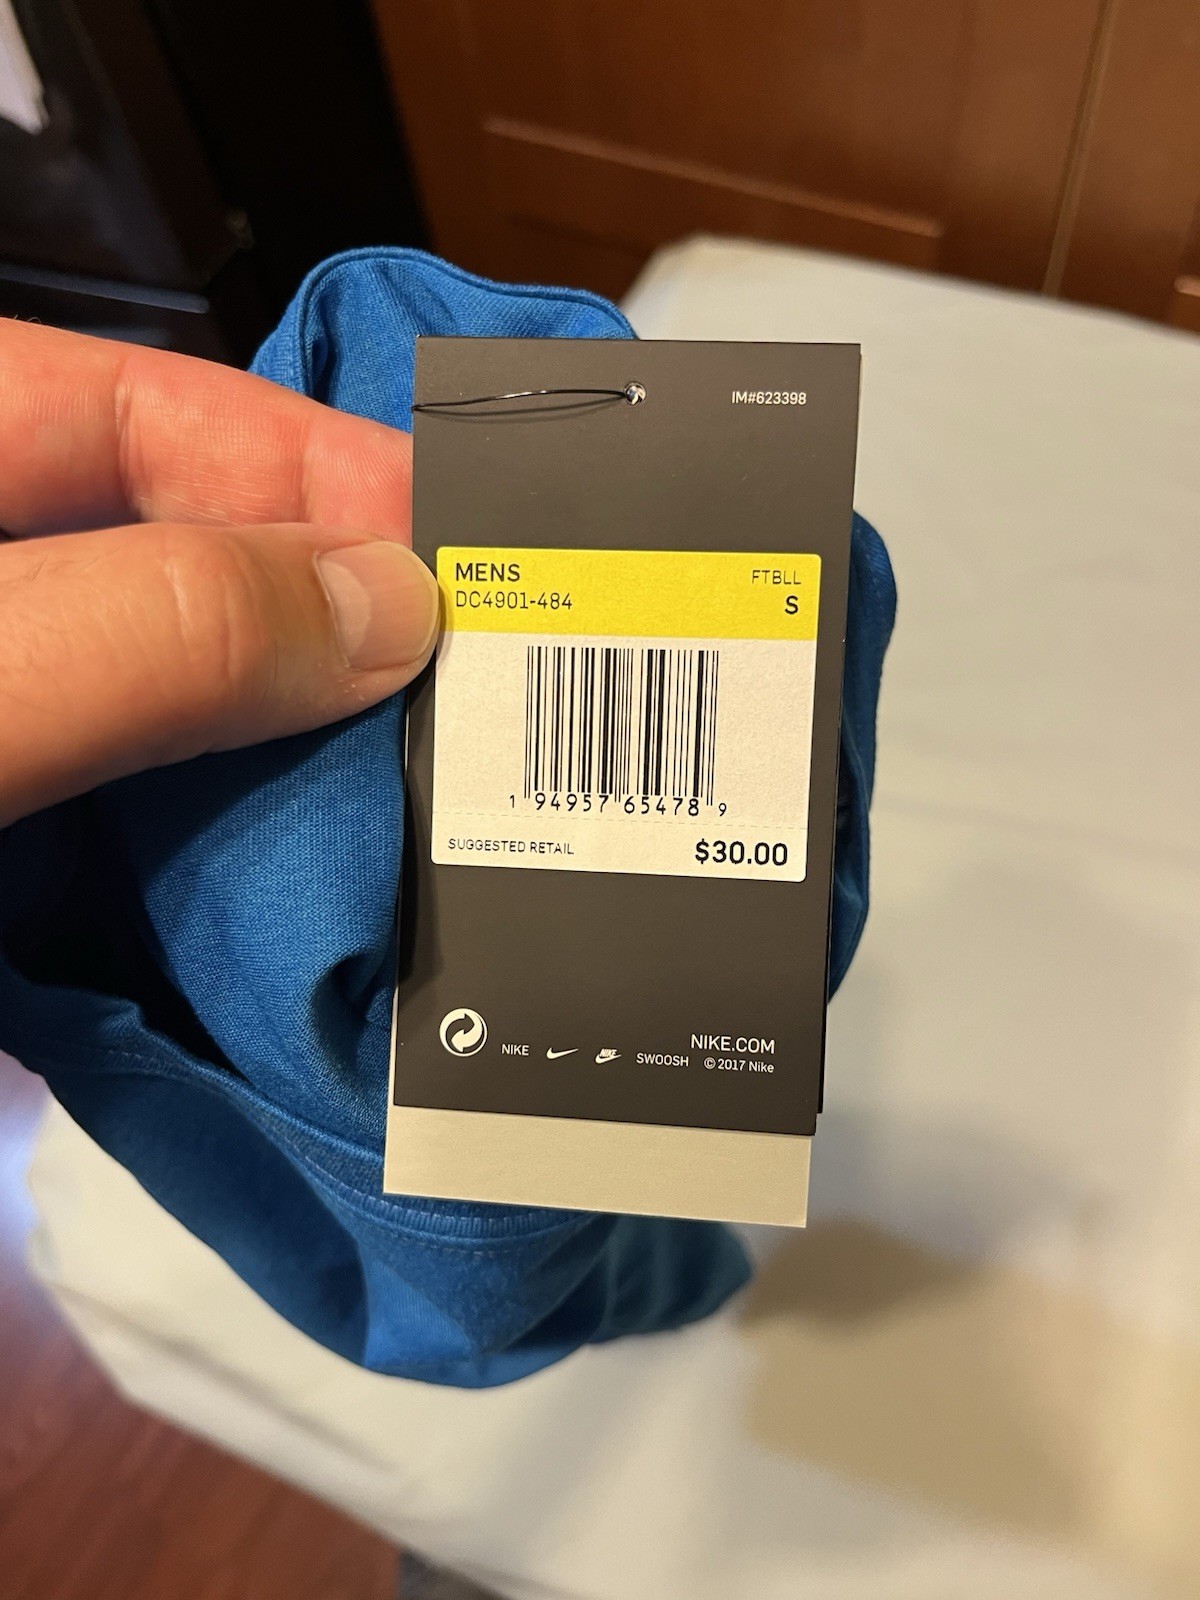 IM#623398
MENS
FTBLL
DC4901-484
S
1 94957 65478 9
SUGGESTED RETAIL
$30.00
NIKE.COM
NIKE
NIKE
SWOOSH
© 2017 Nike